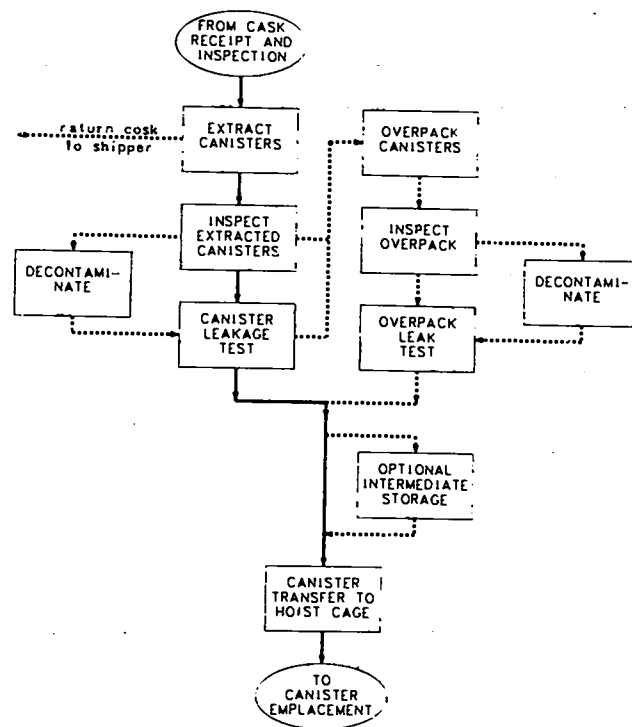 FROM CASK
RECEIPT AND
INSPECTION
return cask
to shipper
EXTRACT
CANISTERS
OVERPACK
CANISTERS
INSPECT
EXTRACTED
CANISTERS
INSPECT
OVERPACK
DECONTAMI-
NATE
DECONTAMI-
NATE
CANISTER
LEAKAGE
TEST
OVERPACK
LEAK
TEST
OPTIONAL
INTERMEDIATE
STORAGE
CANISTER
TRANSFER TO
HOIST CAGE
TO
CANISTER
EMPLACEMENT